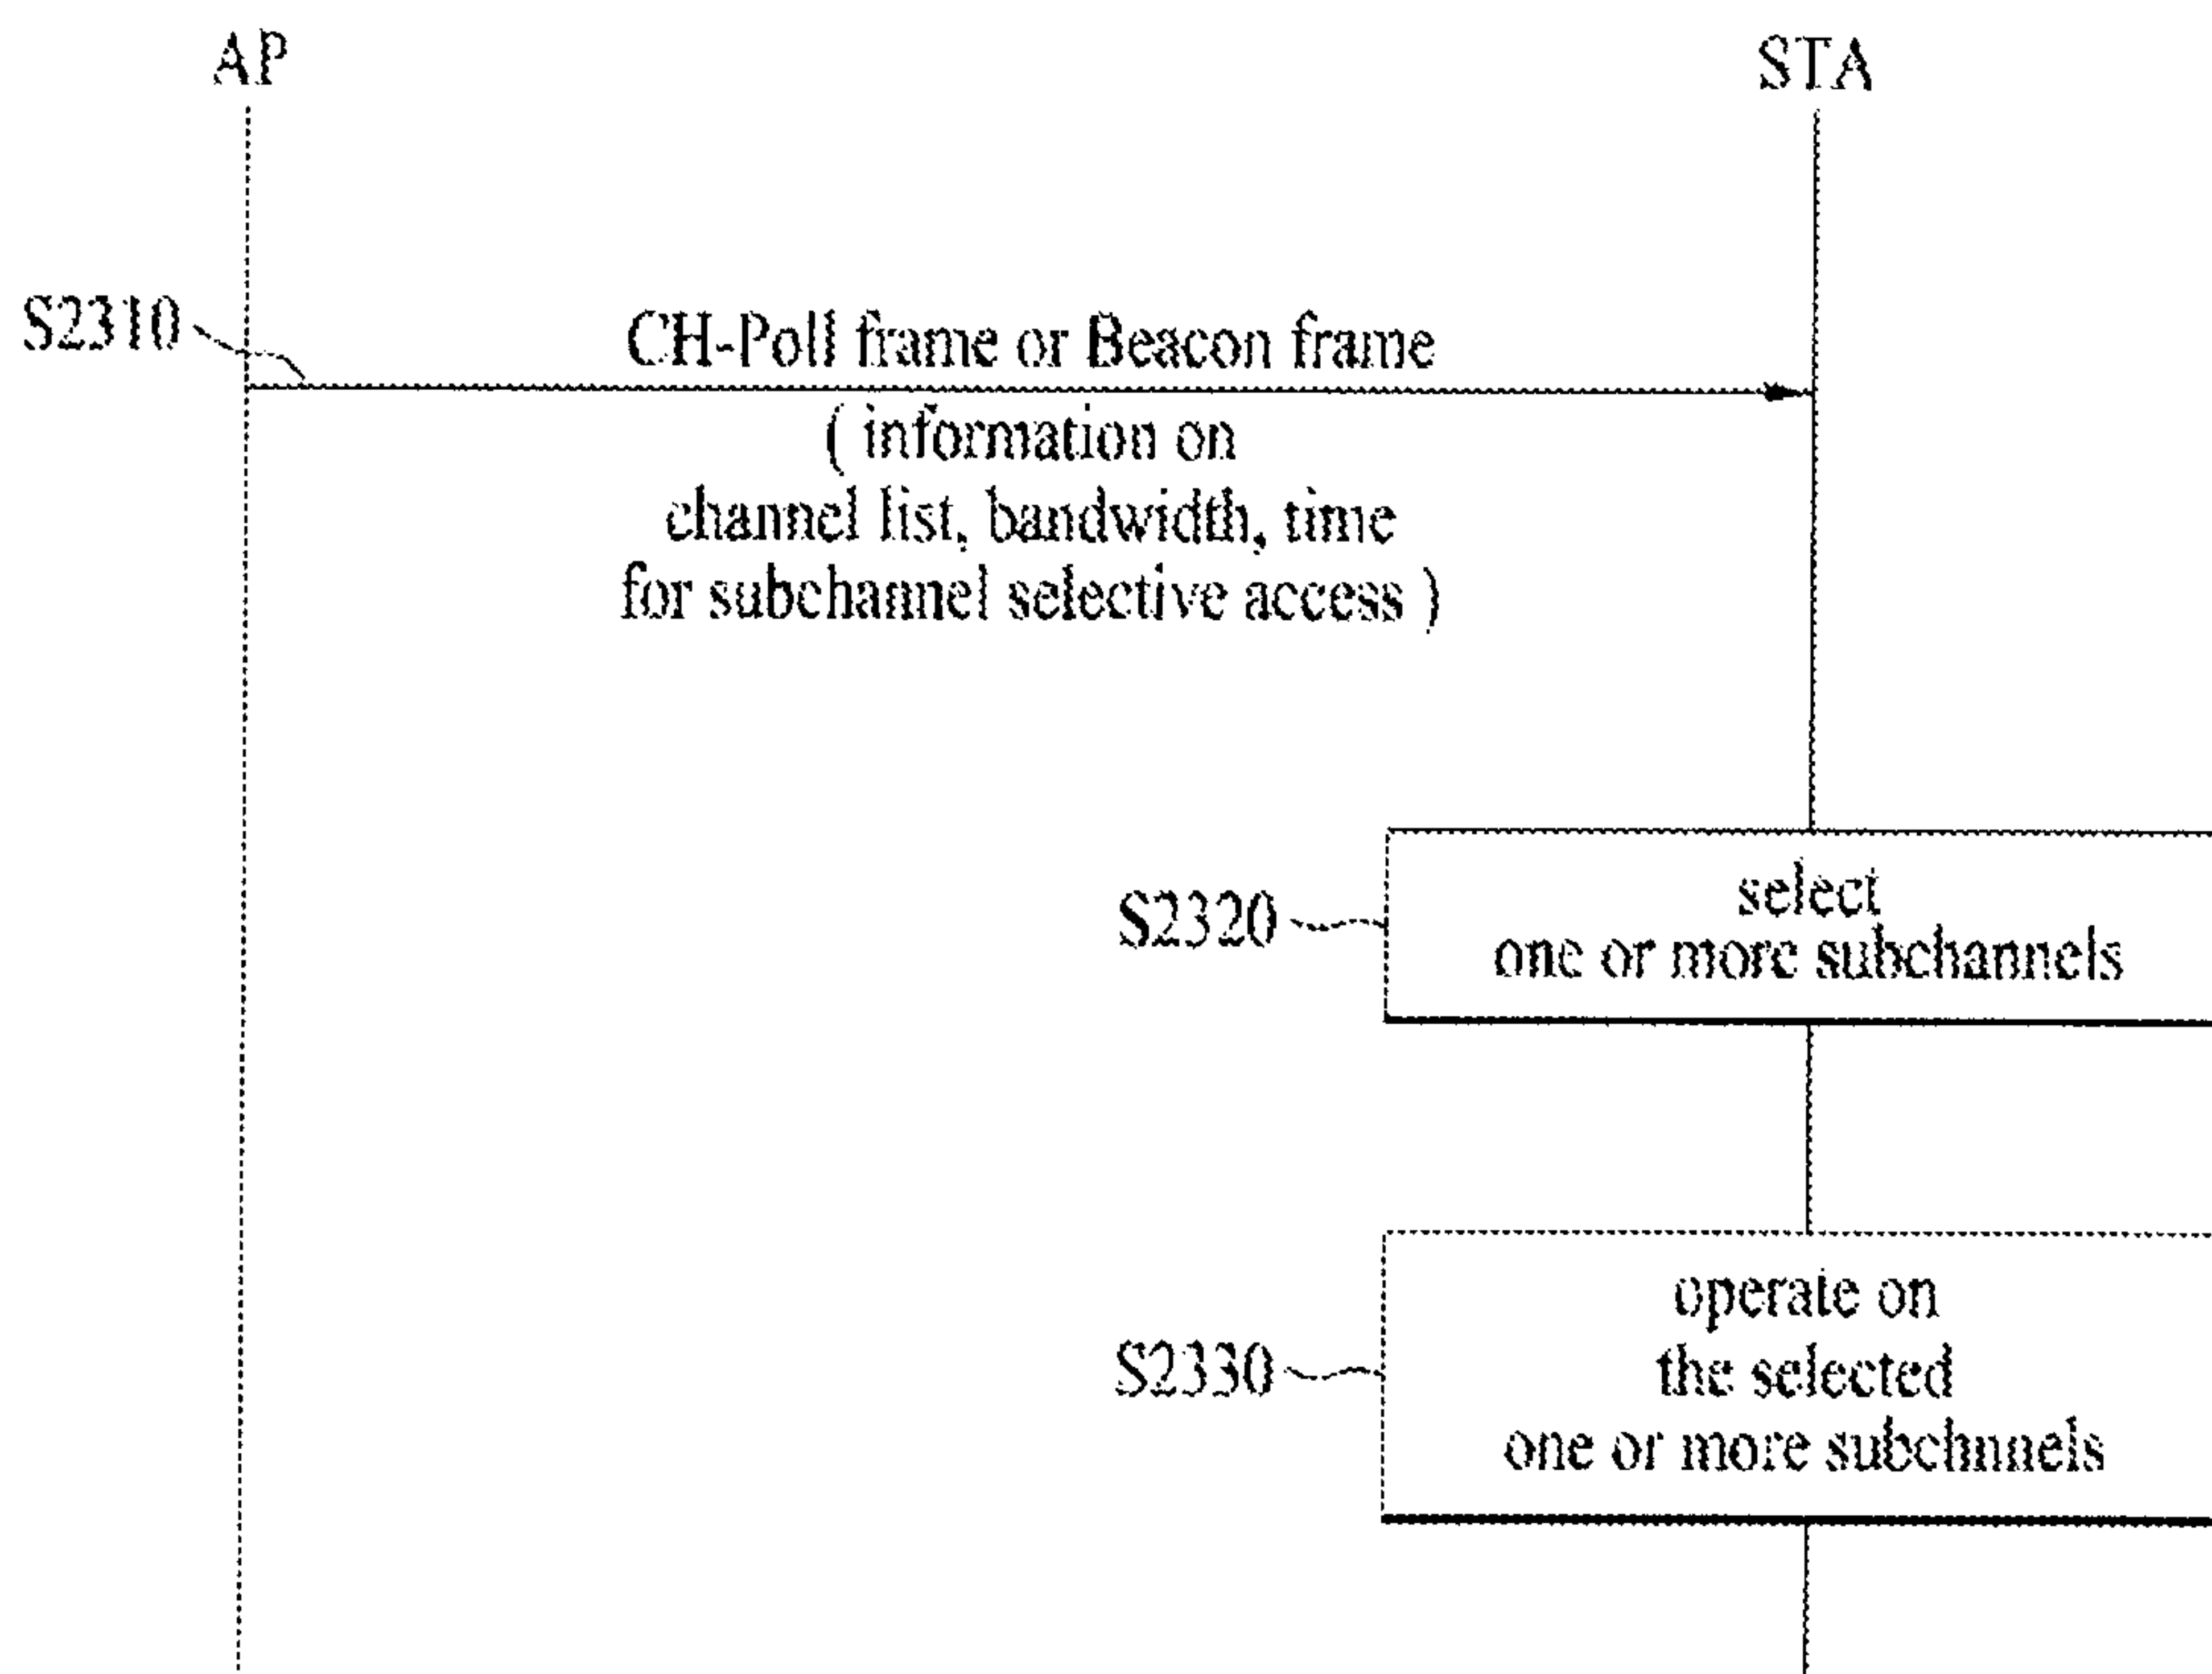 AP
STA
S2310
CH-Poll frame or Beacon frame
( information on
channel list, bandwidth, time
for subchannel selective access )
S2320
select
one or more subchannels
S2330
operate on
the selected
one or more subchnnels